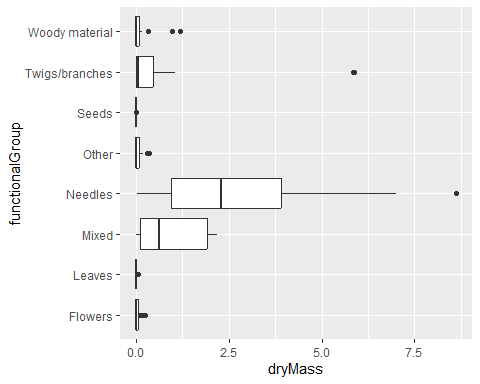 Woody material
Twigs/branches
Seeds
Other
Needles
Mixed
Leaves
Flowers
functionalGroup
0.0 2.5 5.0 7.5
dryMass